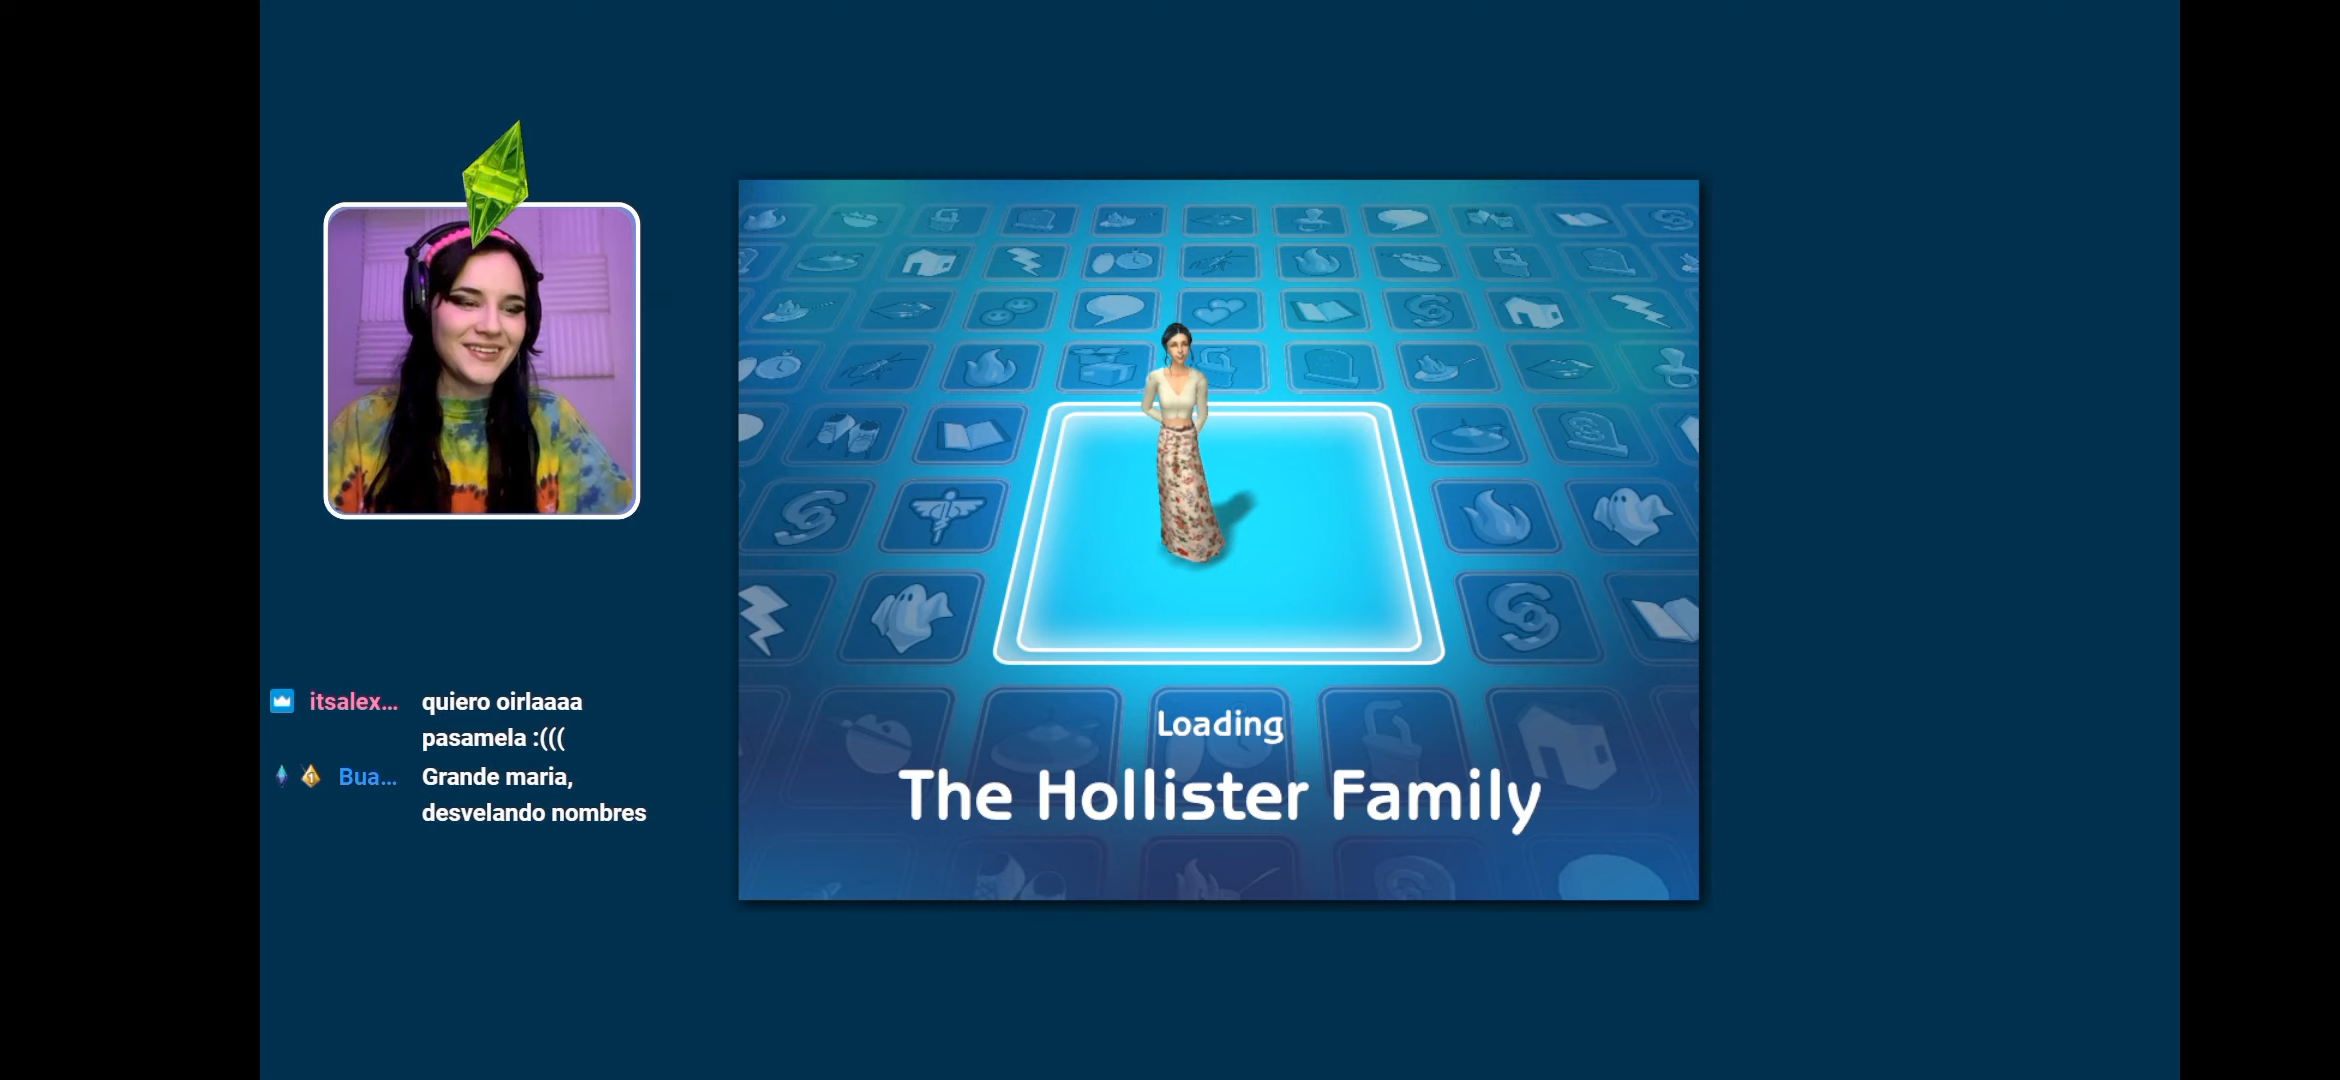 itsalex... quiero oirlaaaa
pasamela :(((
Bua... Grande maria,
desvelando nombres
Loading
The Hollister Family